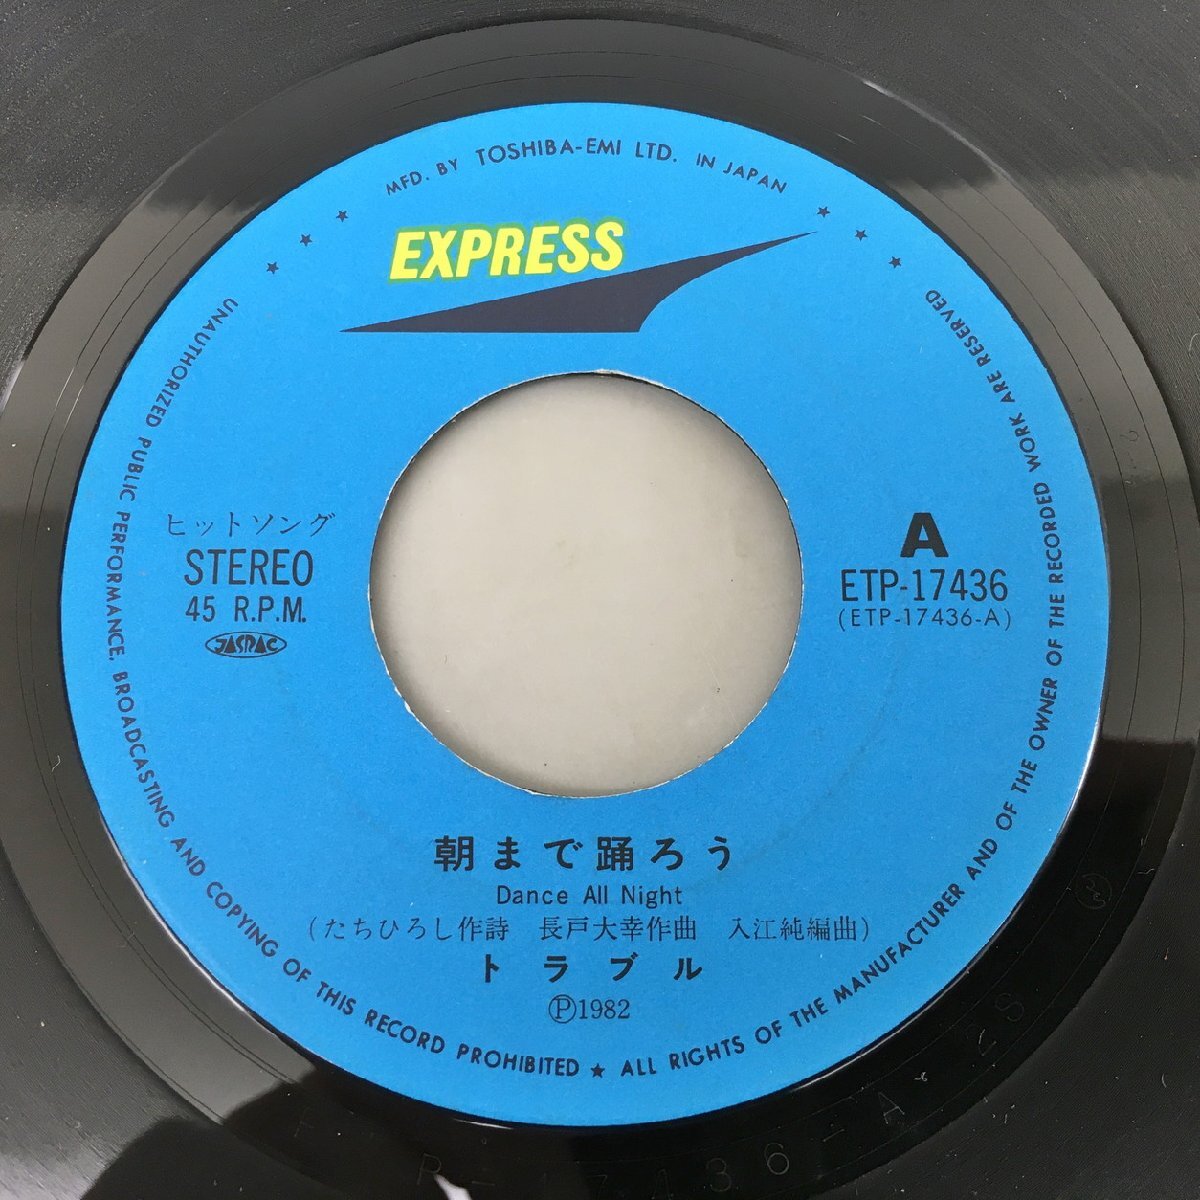 MFD. BY TOSHIBA-EMI LTD. IN JAPAN
EXPRESS
ヒットソング
STEREO
45 R.P.M.
JASRAC
A
ETP-17436
(ETP-17436-A)
朝まで踊ろう
Dance All Night
(たちひろし作詩 長戸大幸作曲 入江純編曲)
トラブル
Ⓟ1982
UNAUTHORIZED PUBLIC PERFORMANCE, BROADCASTING AND COPYING OF THIS RECORD PROHIBITED ★ ALL RIGHTS OF THE MANUFACTURER AND OF THE OWNER OF THE RECORDED WORK ARE RESERVED